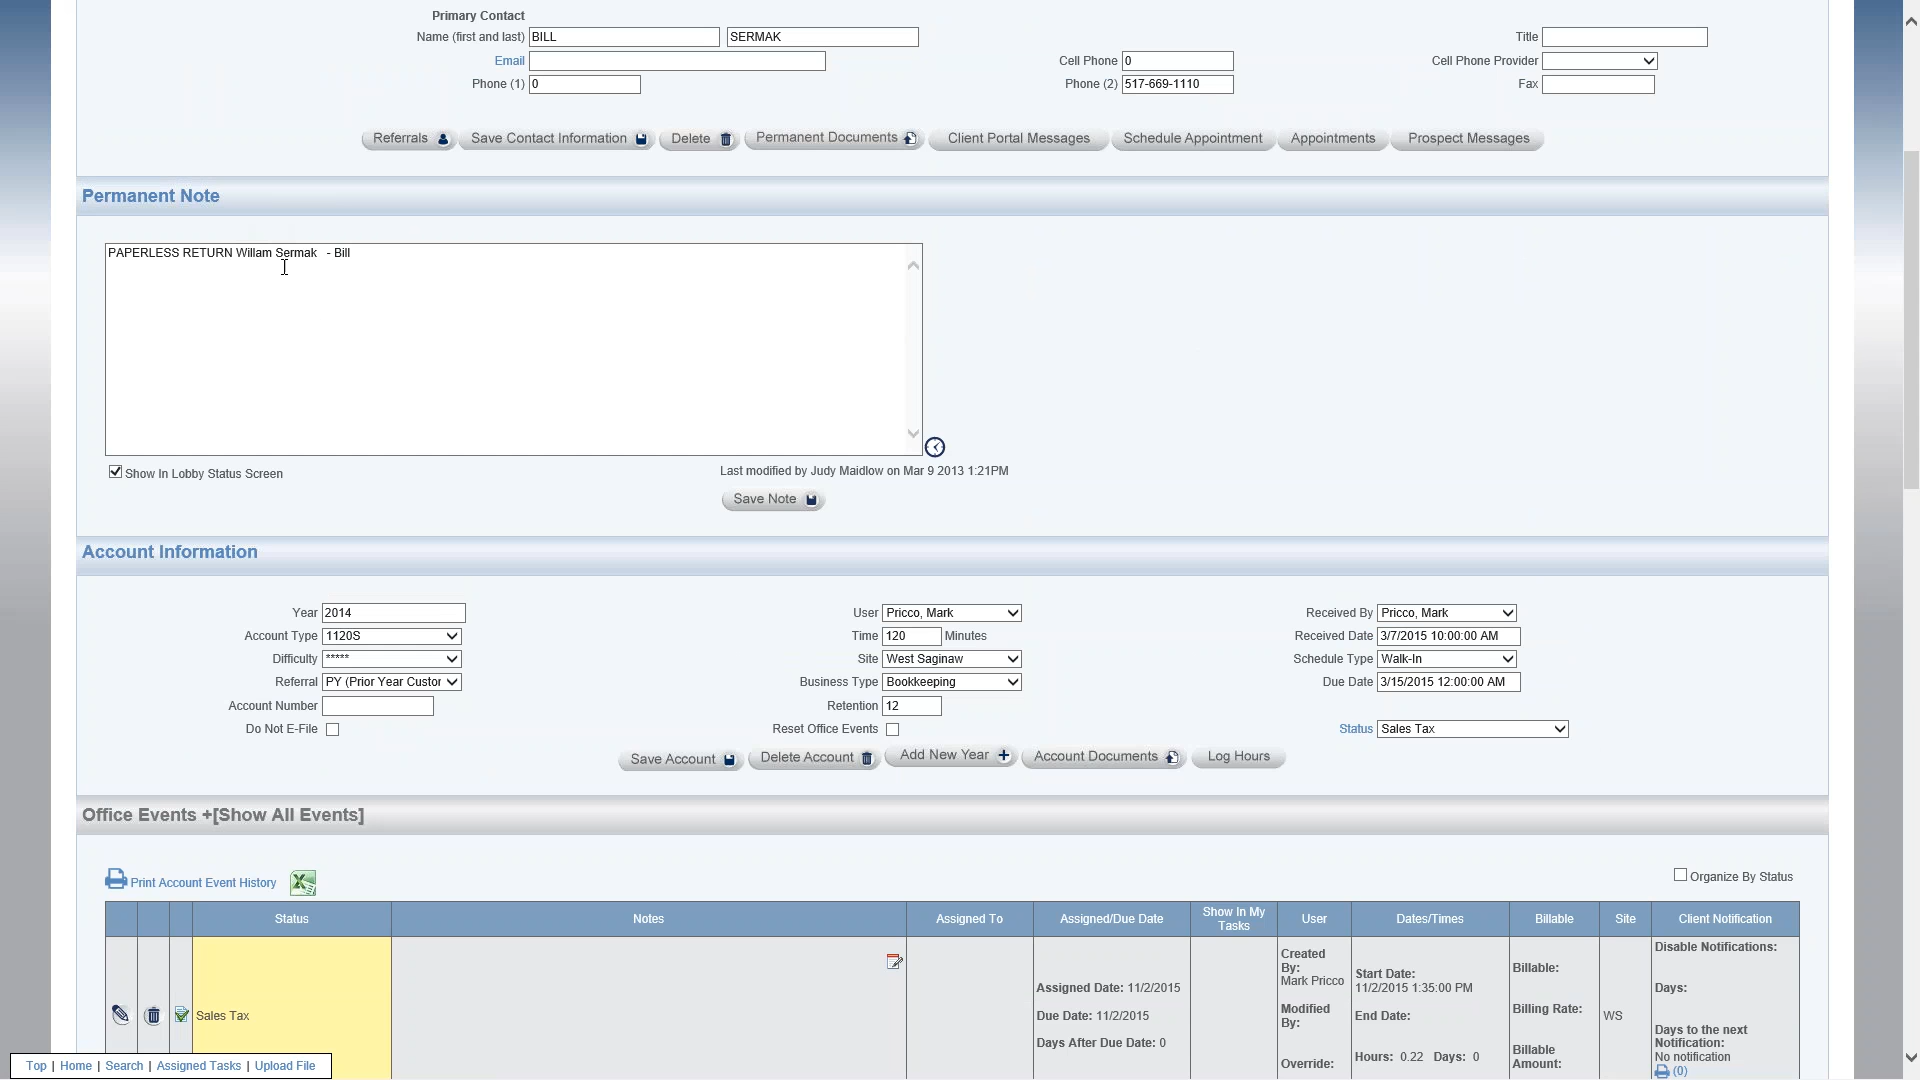 Primary Contact
Name (first and last) BILL SERMAK Title
Email Cell Phone 0 Cell Phone Provider
Phone (1) 0 Phone (2) 517-669-1110 Fax
Referrals Save Contact Information Delete Permanent Documents Client Portal Messages Schedule Appointment Appointments Prospect Messages
Permanent Note
PAPERLESS RETURN Willam Sermak - Bill
Show In Lobby Status Screen Last modified by Judy Maidlow on Mar 9 2013 1:21PM
Save Note
Account Information
Year 2014 User Pricco, Mark Received By Pricco, Mark
Account Type 1120S Time 120 Minutes Received Date 3/7/2015 10:00:00 AM
Difficulty ***** Site West Saginaw Schedule Type Walk-In
Referral PY (Prior Year Custor Business Type Bookkeeping Due Date 3/15/2015 12:00:00 AM
Account Number Retention 12
Do Not E-File Reset Office Events Status Sales Tax
Save Account Delete Account Add New Year Account Documents Log Hours
Office Events +[Show All Events]
Print Account Event History Organize By Status
Status Notes Assigned To Assigned/Due Date Show In My Tasks User Dates/Times Billable Site Client Notification
Sales Tax
Assigned Date: 11/2/2015
Due Date: 11/2/2015
Days After Due Date: 0
Created By:
Mark Pricco
Modified By:
Override:
Start Date:
11/2/2015 1:35:00 PM
End Date:
Hours: 0.22 Days: 0
Billable:
Billing Rate:
Billable Amount:
WS
Disable Notifications:
Days:
Days to the next Notification:
No notification
(0)
Top | Home | Search | Assigned Tasks | Upload File